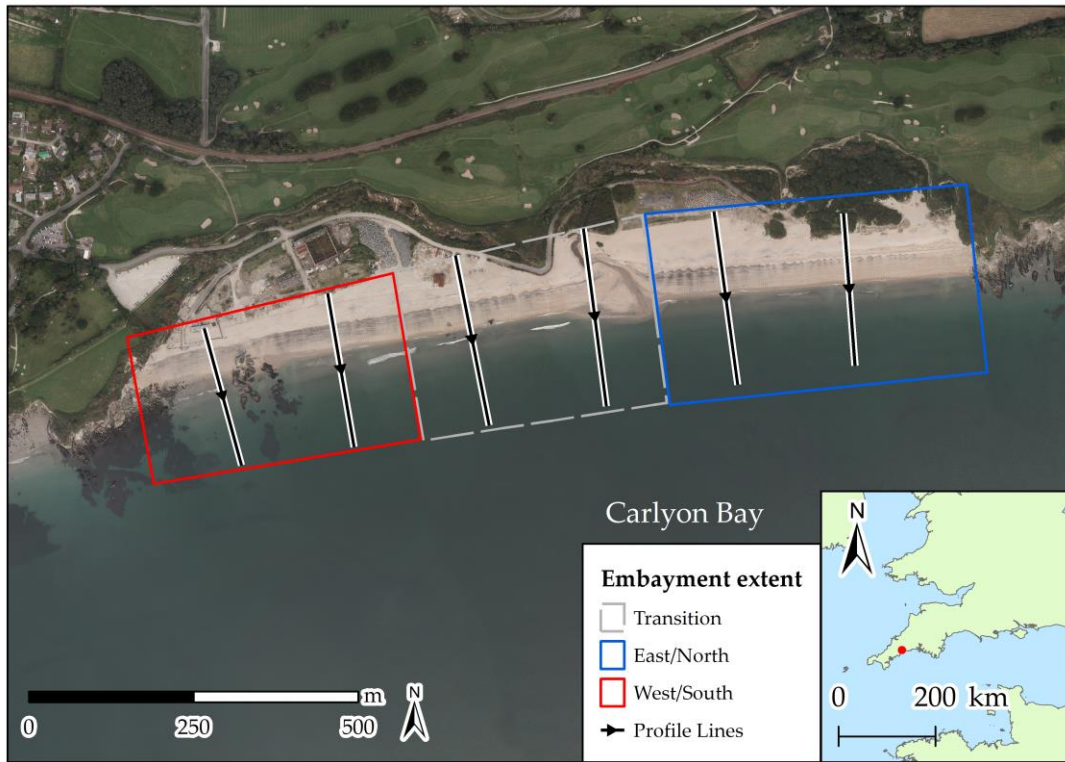 Carlyon Bay
N
Embayment extent
Transition
East/North
West/South
Profile Lines
m
N
0 250 500
0 200 km